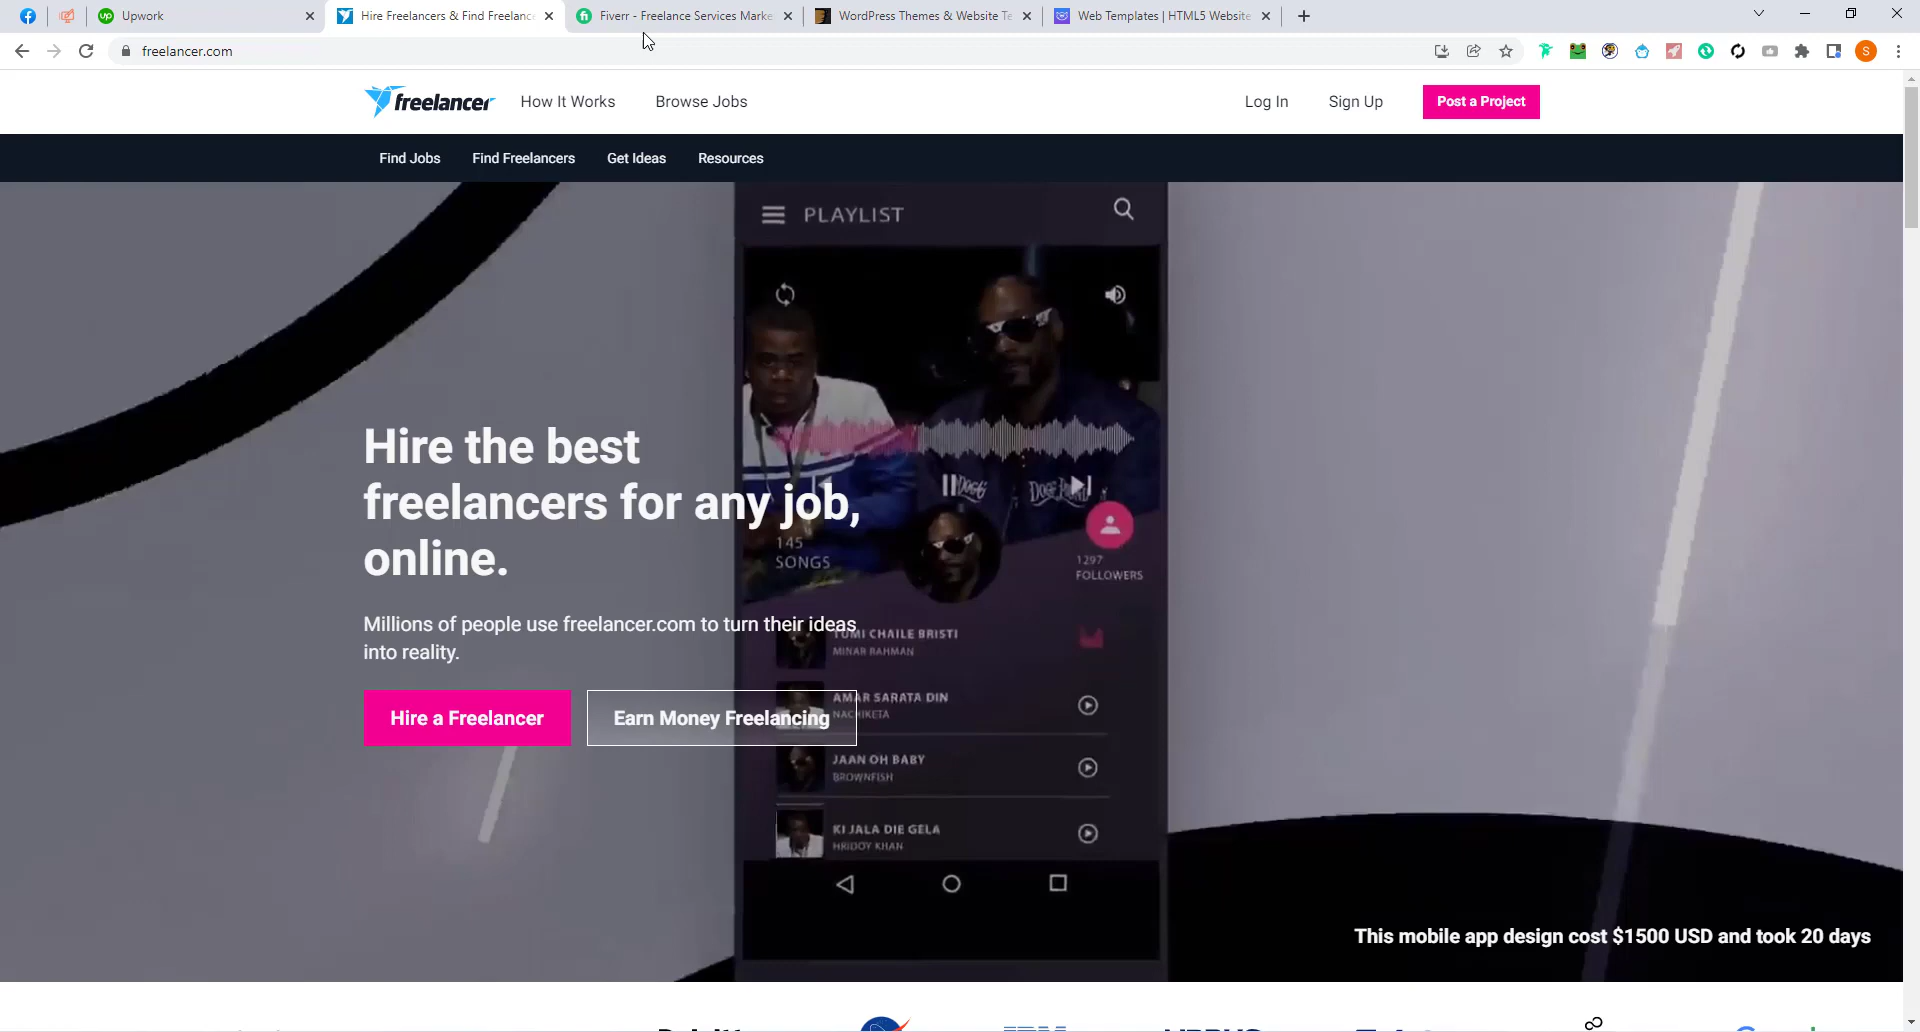 Upwork
Hire Freelancers & Find Freelance
Fiverr - Freelance Services Marke
WordPress Themes & Website Te
Web Templates | HTML5 Website
freelancer.com
S
freelancer
How It Works
Browse Jobs
Log In
Sign Up
Post a Project
Find Jobs
Find Freelancers
Get Ideas
Resources
PLAYLIST
Hire the best
freelancers for any job,
online.
145
SONGS
1297
FOLLOWERS
Millions of people use freelancer.com to turn their ideas
into reality.
TUMI CHAILE BRISTI
MINAR RAHMAN
Hire a Freelancer
Earn Money Freelancing
AMAR SARATA DIN
NACHIKETA
JAAN OH BABY
BROWNFISH
KI JALA DIE GELA
HRIDOY KHAN
This mobile app design cost $1500 USD and took 20 days